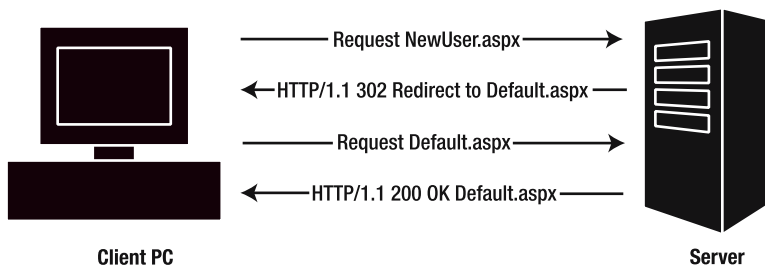 Request NewUser.aspx
HTTP/1.1 302 Redirect to Default.aspx
Request Default.aspx
HTTP/1.1 200 OK Default.aspx
Client PC
Server